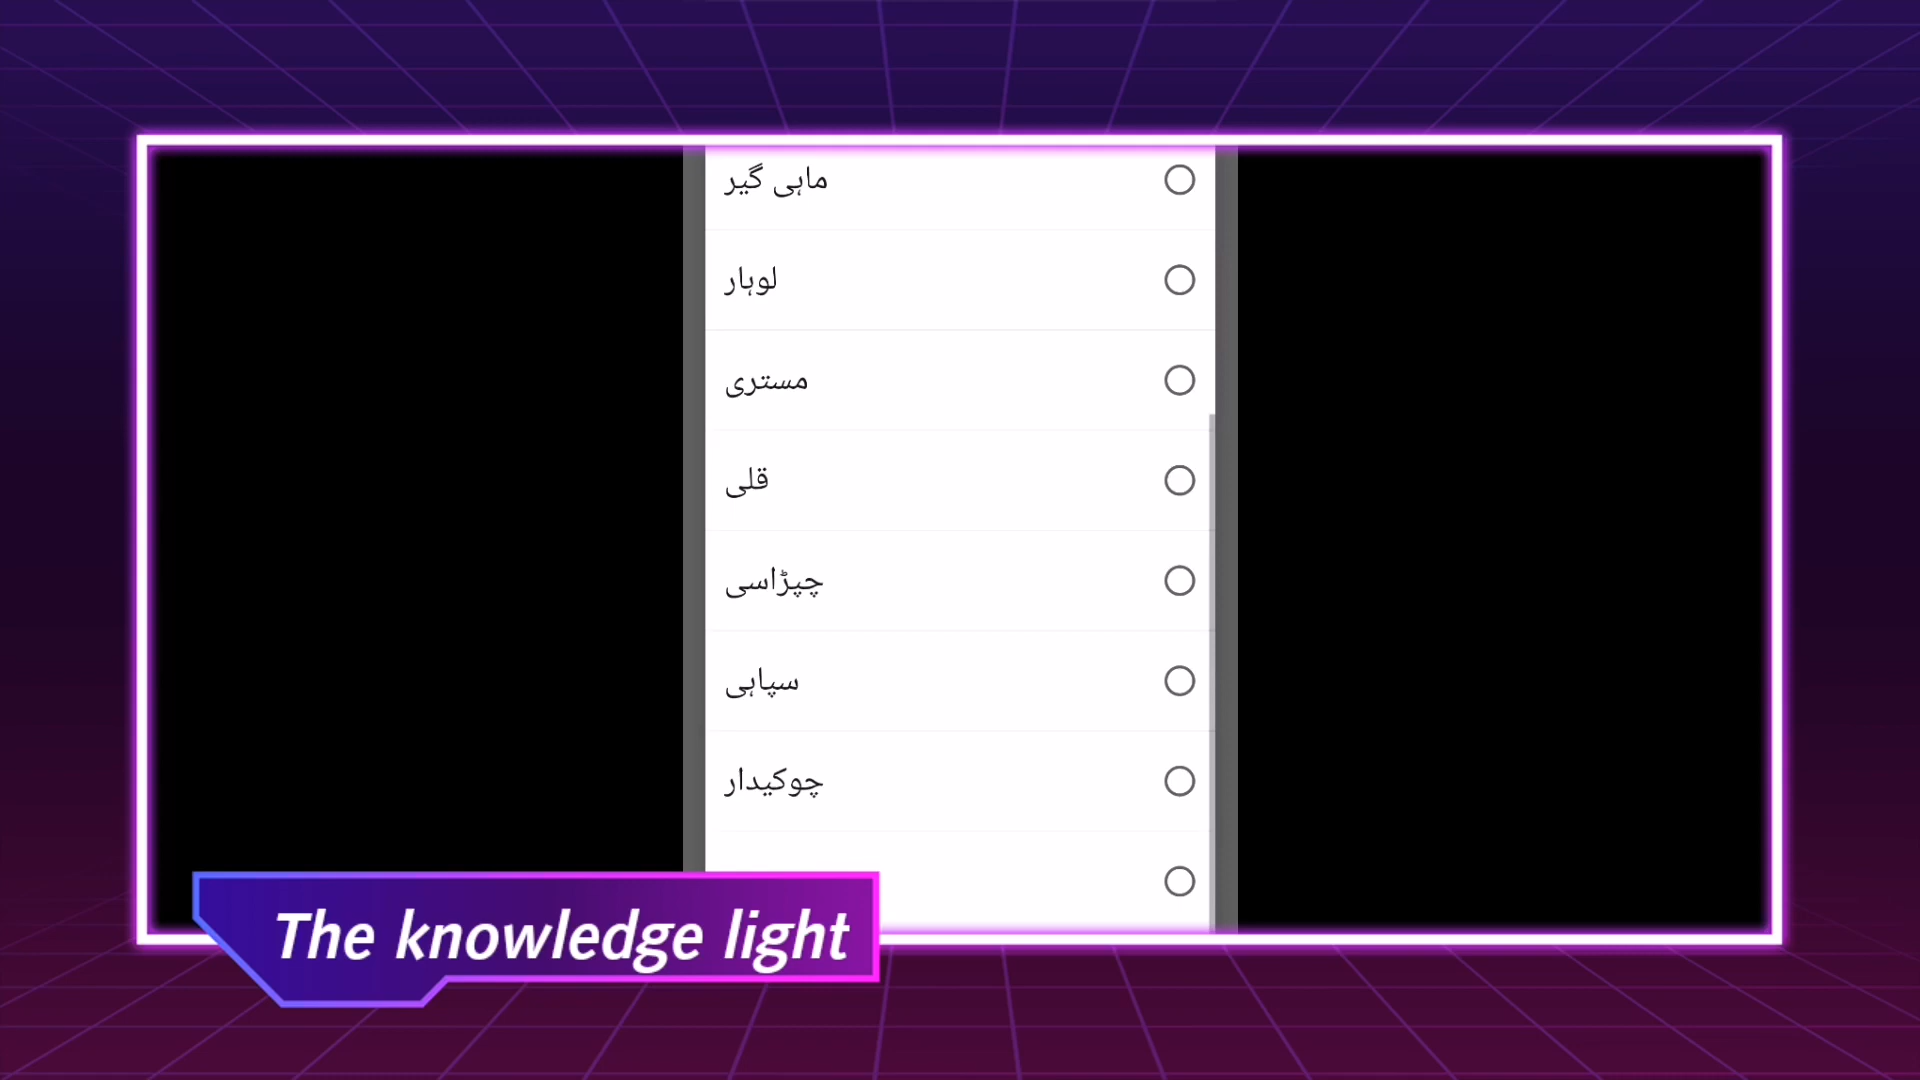 ماہی گیر
لوہار
مستری
قلی
چپڑاسی
سپاہی
چوکیدار
The knowledge light